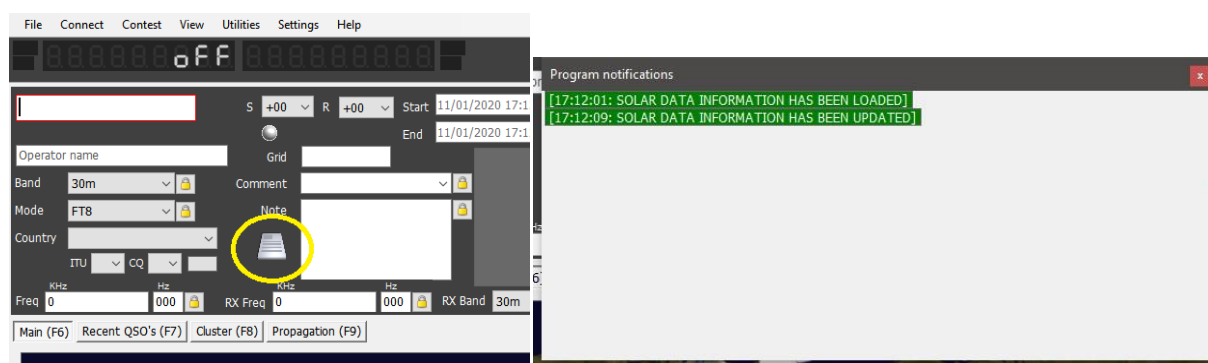 File Connect Contest View Utilities Settings Help
oFF
S +00 R +00 Start 11/01/2020 17:1
End 11/01/2020 17:1
Operator name
Grid
Band 30m Comment
Mode FT8 Note
Country
ITU CQ
KHz Hz KHz Hz
Freq 0 000 RX Freq 0 000 RX Band 30m
Main (F6) Recent QSO's (F7) Cluster (F8) Propagation (F9)
Program notifications
[17:12:01: SOLAR DATA INFORMATION HAS BEEN LOADED]
[17:12:09: SOLAR DATA INFORMATION HAS BEEN UPDATED]